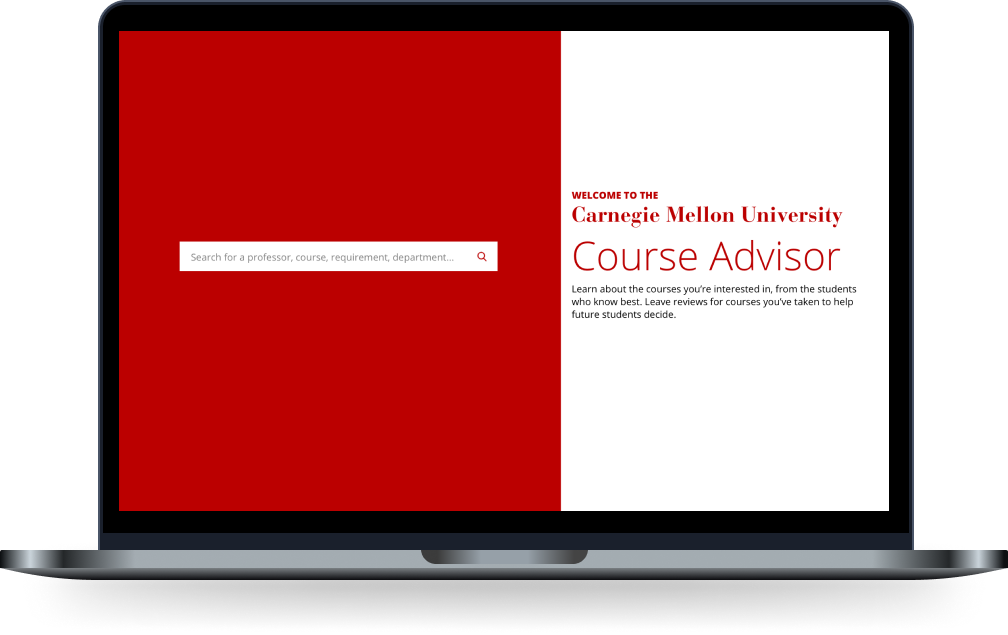 Search for a professor, course, requirement, department...
WELCOME TO THE
Carnegie Mellon University
Course Advisor
Learn about the courses you're interested in, from the students
who know best. Leave reviews for courses you've taken to help
future students decide.